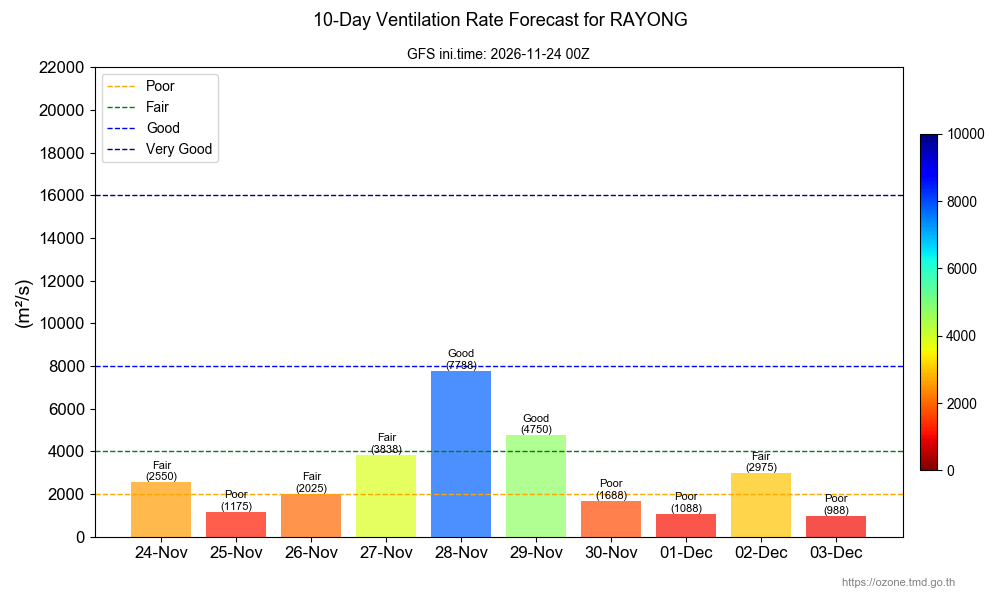 10-Day Ventilation Rate Forecast for RAYONG
GFS ini.time: 2026-11-24 00Z
22000
20000
18000
16000
14000
12000
10000
8000
6000
4000
2000
0
(m²/s)
Poor
Fair
Good
Very Good
Fair
(2550)
Poor
(1175)
Fair
(2025)
Fair
(3838)
Good
(7788)
Good
(4750)
Poor
(1688)
Poor
(1088)
Fair
(2975)
Poor
(988)
24-Nov 25-Nov 26-Nov 27-Nov 28-Nov 29-Nov 30-Nov 01-Dec 02-Dec 03-Dec
10000
8000
6000
4000
2000
0
https://ozone.tmd.go.th